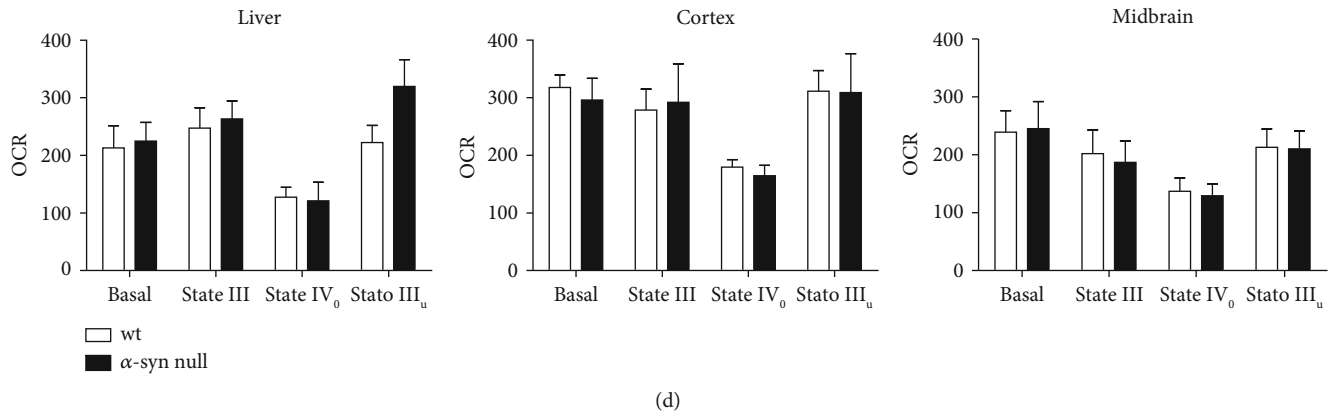 Liver
400
300
200
100
0
OCR
Basal
State III
State IV₀
Stato IIIᵤ
Cortex
400
300
200
100
0
OCR
Basal
State III
State IV₀
Stato IIIᵤ
Midbrain
400
300
200
100
0
OCR
Basal
State III
State IV₀
Stato IIIᵤ
wt
α-syn null
(d)